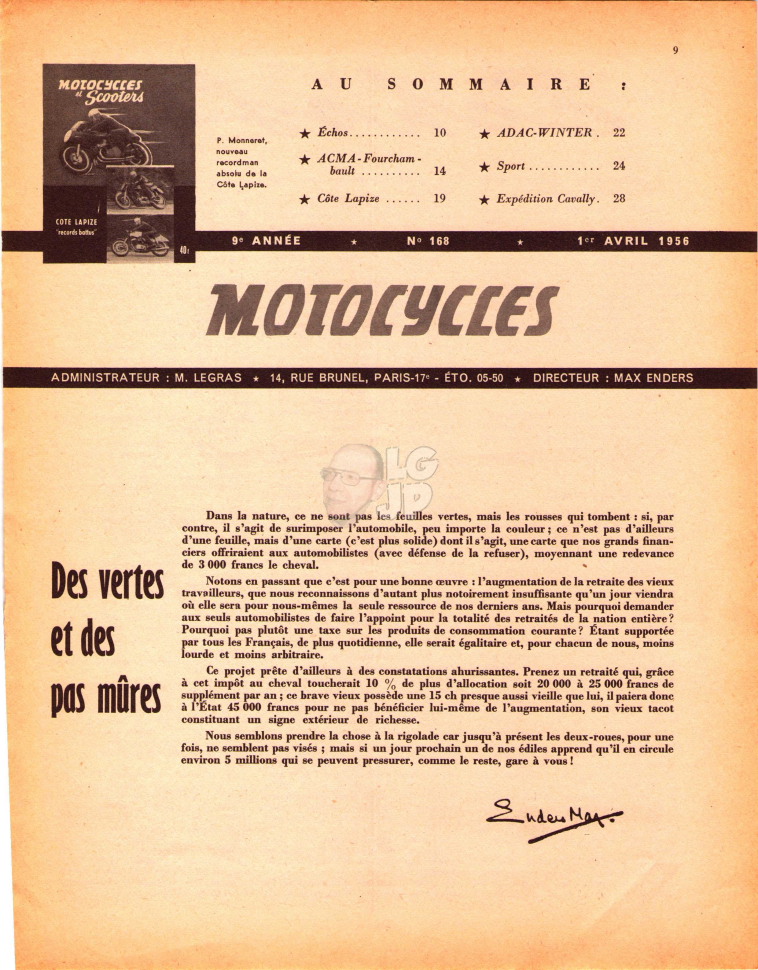 9
AU SOMMAIRE :
MOTOCYCLES
et Scooters
COTE LAPIZE
"records battus"
40f
P. Monneret,
nouveau
recordman
absolu de la
Côte Lapize.
★ Échos............ 10
★ ACMA-Fourcham-
bault .......... 14
★ Côte Lapize ...... 19
★ ADAC-WINTER . 22
★ Sport ............ 24
★ Expédition Cavally. 28
9e ANNÉE ★ No 168 ★ 1er AVRIL 1956
MOTOCYCLES
ADMINISTRATEUR : M. LEGRAS ★ 14, RUE BRUNEL, PARIS-17e - ÉTO. 05-50 ★ DIRECTEUR : MAX ENDERS
LG
JP
Des vertes
et des
pas mûres
Dans la nature, ce ne sont pas les feuilles vertes, mais les rousses qui tombent : si, par
contre, il s'agit de surimposer l'automobile, peu importe la couleur ; ce n'est pas d'ailleurs
d'une feuille, mais d'une carte (c'est plus solide) dont il s'agit, une carte que nos grands finan-
ciers offriraient aux automobilistes (avec défense de la refuser), moyennant une redevance
de 3 000 francs le cheval.
Notons en passant que c'est pour une bonne œuvre : l'augmentation de la retraite des vieux
travailleurs, que nous reconnaissons d'autant plus notoirement insuffisante qu'un jour viendra
où elle sera pour nous-mêmes la seule ressource de nos derniers ans. Mais pourquoi demander
aux seuls automobilistes de faire l'appoint pour la totalité des retraités de la nation entière?
Pourquoi pas plutôt une taxe sur les produits de consommation courante? Étant supportée
par tous les Français, de plus quotidienne, elle serait égalitaire et, pour chacun de nous, moins
lourde et moins arbitraire.
Ce projet prête d'ailleurs à des constatations ahurissantes. Prenez un retraité qui, grâce
à cet impôt au cheval toucherait 10 % de plus d'allocation soit 20 000 à 25 000 francs de
supplément par an ; ce brave vieux possède une 15 ch presque aussi vieille que lui, il paiera donc
à l'État 45 000 francs pour ne pas bénéficier lui-même de l'augmentation, son vieux tacot
constituant un signe extérieur de richesse.
Nous semblons prendre la chose à la rigolade car jusqu'à présent les deux-roues, pour une
fois, ne semblent pas visés ; mais si un jour prochain un de nos édiles apprend qu'il en circule
environ 5 millions qui se peuvent pressurer, comme le reste, gare à vous !
Enders Max.